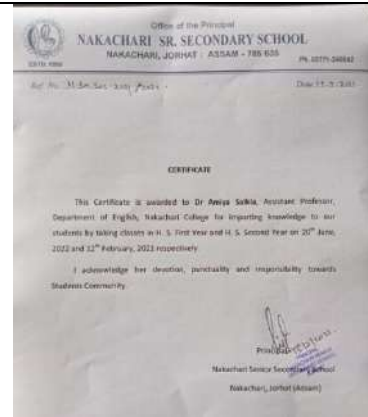 Office of the Principal
NAKACHARI SR. SECONDARY SCHOOL
NAKACHARI, JORHAT : ASSAM - 785 635
CERTIFICATE
This Certificate is awarded to Dr Amiya Saikia, Assistant Professor,
Department of English, Nakachari College for imparting knowledge to our
students by taking classes in H. S. First Year and H. S. Second Year on 20th June,
2022 and respectively.
I acknowledge her devotion, punctuality and responsibility towards
Students Community.
Principal
Nakachari Senior Secondary School
Nakachari, Jorhat (Assam)